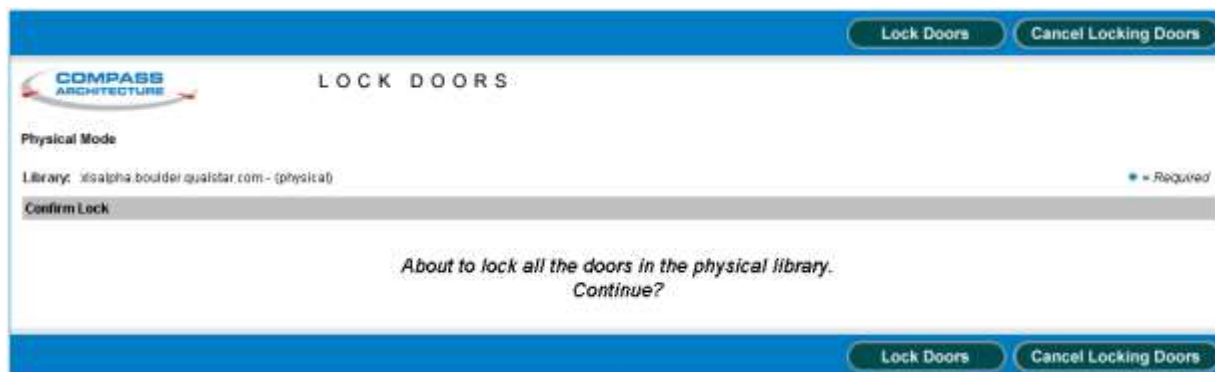 Lock Doors Cancel Locking Doors
COMPASS
ARCHITECTURE
LOCK DOORS
Physical Mode
Library: xlsalpha.boulder.qualstar.com - (physical)
* = Required
Confirm Lock
About to lock all the doors in the physical library.
Continue?
Lock Doors Cancel Locking Doors